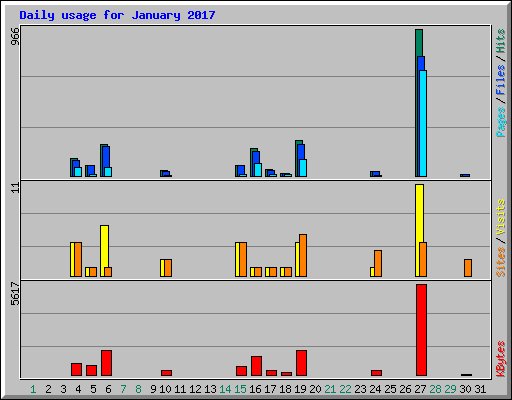 Daily usage for January 2017
966
Pages/Files/Hits
11
Sites/Visits
5617
KBytes
1 2 3 4 5 6 7 8 9 10 11 12 13 14 15 16 17 18 19 20 21 22 23 24 25 26 27 28 29 30 31